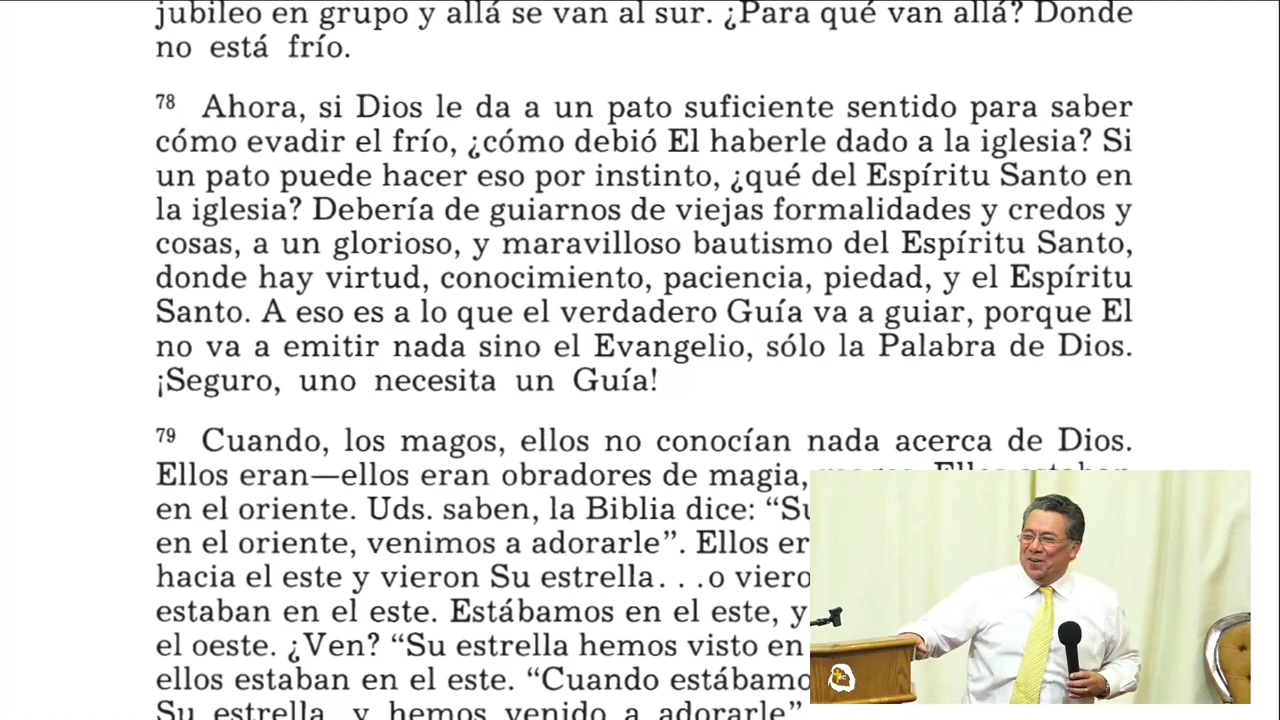 jubileo en grupo y allá se van al sur. ¿Para qué van allá? Donde
no está frío.
78 Ahora, si Dios le da a un pato suficiente sentido para saber
cómo evadir el frío, ¿cómo debió El haberle dado a la iglesia? Si
un pato puede hacer eso por instinto, ¿qué del Espíritu Santo en
la iglesia? Debería de guiarnos de viejas formalidades y credos y
cosas, a un glorioso, y maravilloso bautismo del Espíritu Santo,
donde hay virtud, conocimiento, paciencia, piedad, y el Espíritu
Santo. A eso es a lo que el verdadero Guía va a guiar, porque El
no va a emitir nada sino el Evangelio, sólo la Palabra de Dios.
¡Seguro, uno necesita un Guía!
79 Cuando, los magos, ellos no conocían nada acerca de Dios.
Ellos eran—ellos eran obradores de magia,
en el oriente. Uds. saben, la Biblia dice: “Su
en el oriente, venimos a adorarle”. Ellos er
hacia el este y vieron Su estrella. . .o viero
estaban en el este. Estábamos en el este, y
el oeste. ¿Ven? “Su estrella hemos visto en
ellos estaban en el este. “Cuando estábamo
Su estrella, y hemos venido a adorarle”